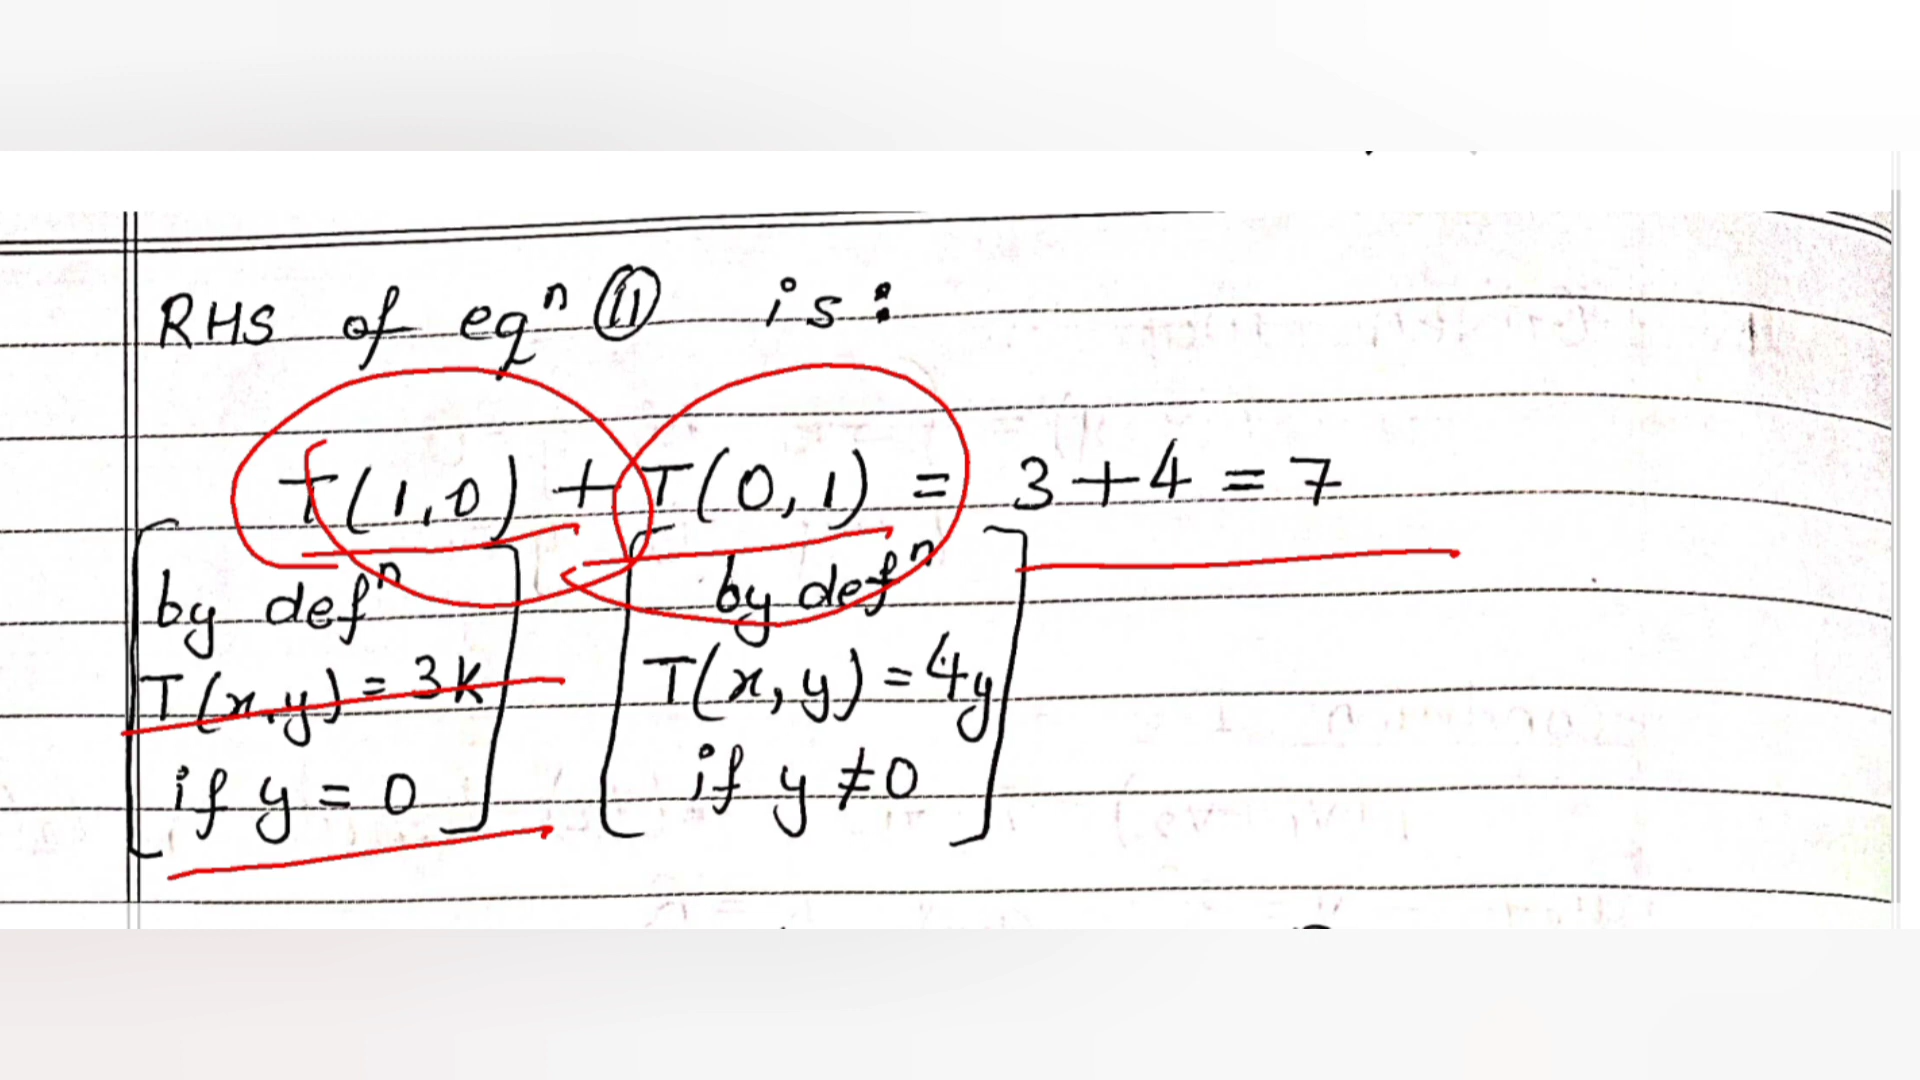 RHS of eqⁿ ⑪ is:
T(1,0) + T(0,1) = 3+4 = 7
[by defⁿ [by defⁿ
T(x,y) = 3x T(x,y) = 4y
if y = 0] if y ≠ 0]